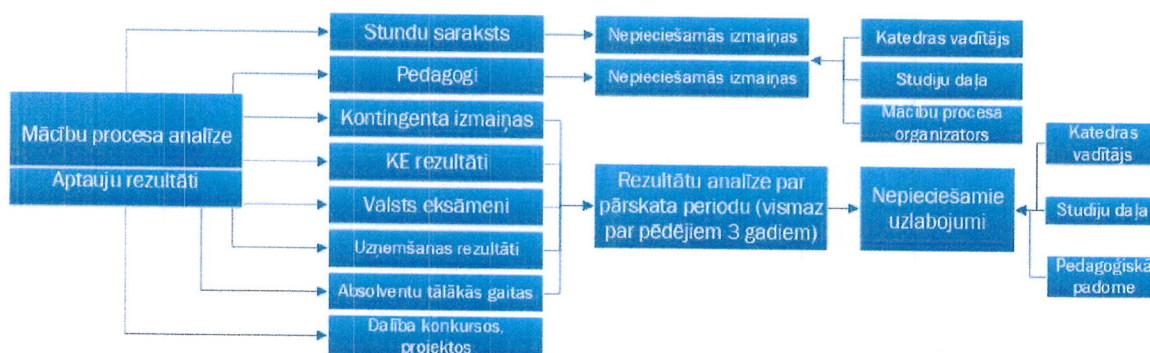 Mācību procesa analīze
Aptauju rezultāti
Stundu saraksts
Pedagogi
Kontingenta izmaiņas
KE rezultāti
Valsts eksāmeni
Uzņemšanas rezultāti
Absolventu tālākās gaitas
Dalība konkursos,
projektos
Nepieciešamās izmaiņas
Nepieciešamās izmaiņas
Katedras vadītājs
Studiju daļa
Mācību procesa
organizators
Rezultātu analīze par
pārskata periodu (vismaz
par pēdējiem 3 gadiem)
Nepieciešamie
uzlabojumi
Katedras
vadītājs
Studiju daļa
Pedagoģiskā
padome